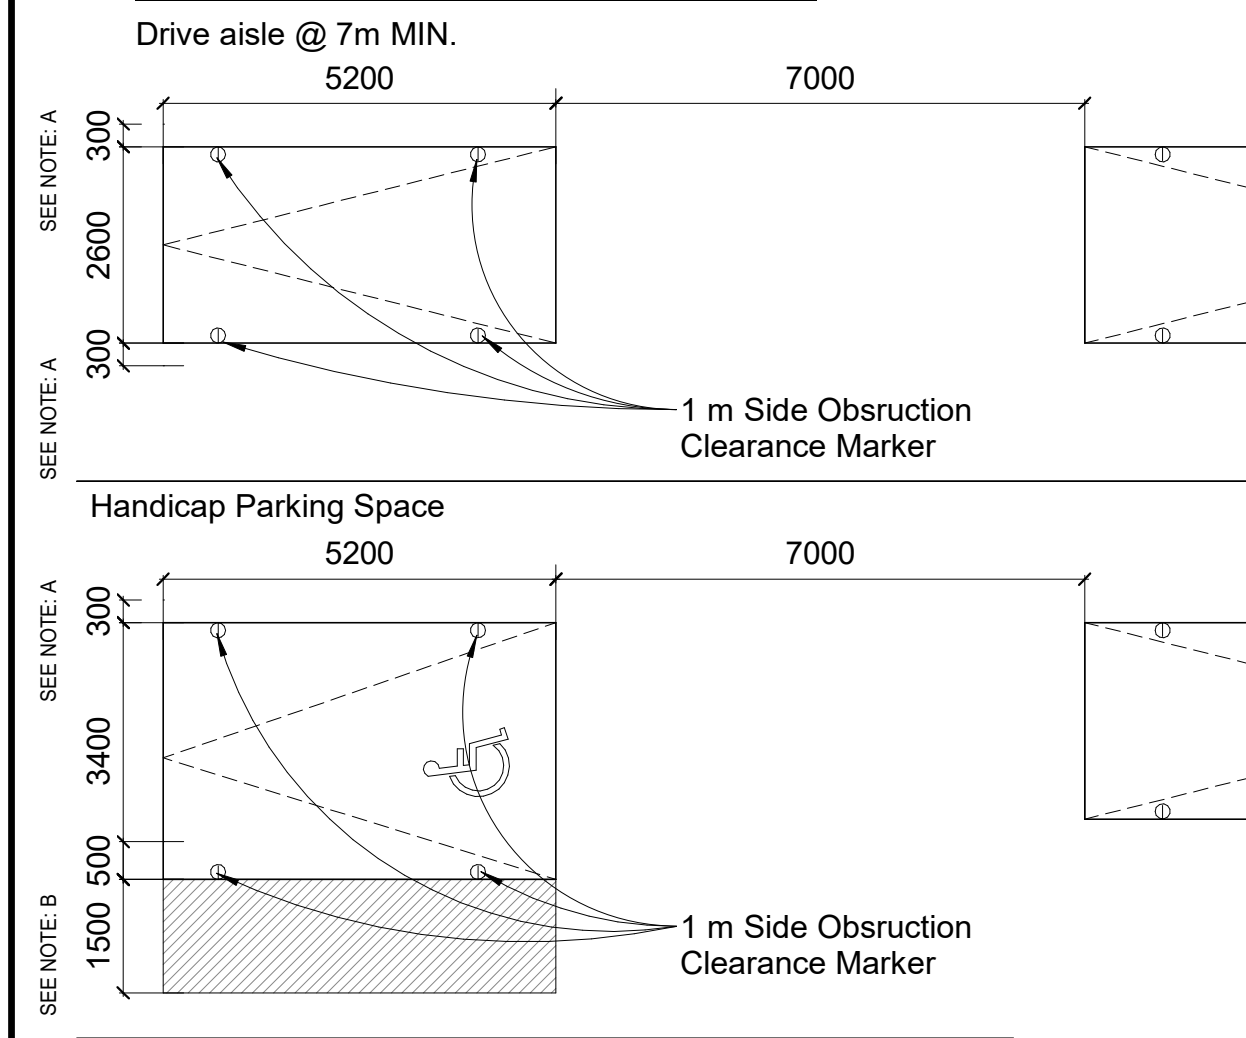 Drive aisle @ 7m MIN.
5200
7000
SEE NOTE: A
300
2600
300
SEE NOTE: A
1 m Side Obsruction
Clearance Marker
Handicap Parking Space
5200
7000
SEE NOTE: A
300
3400
500
1500
SEE NOTE: B
1 m Side Obsruction
Clearance Marker